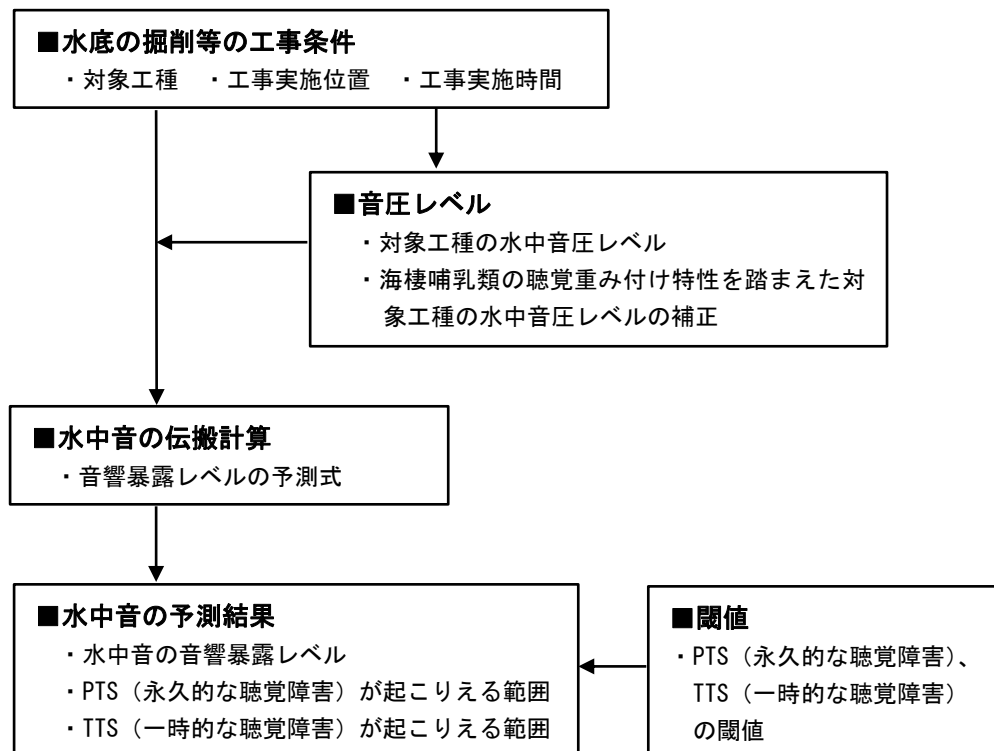 ■水底の掘削等の工事条件
・対象工種　・工事実施位置　・工事実施時間
■音圧レベル
・対象工種の水中音圧レベル
・海棲哺乳類の聴覚重み付け特性を踏まえた対
象工種の水中音圧レベルの補正
■水中音の伝搬計算
・音響暴露レベルの予測式
■水中音の予測結果
・水中音の音響暴露レベル
・PTS（永久的な聴覚障害）が起こりえる範囲
・TTS（一時的な聴覚障害）が起こりえる範囲
■閾値
・PTS（永久的な聴覚障害）、
TTS（一時的な聴覚障害）
の閾値